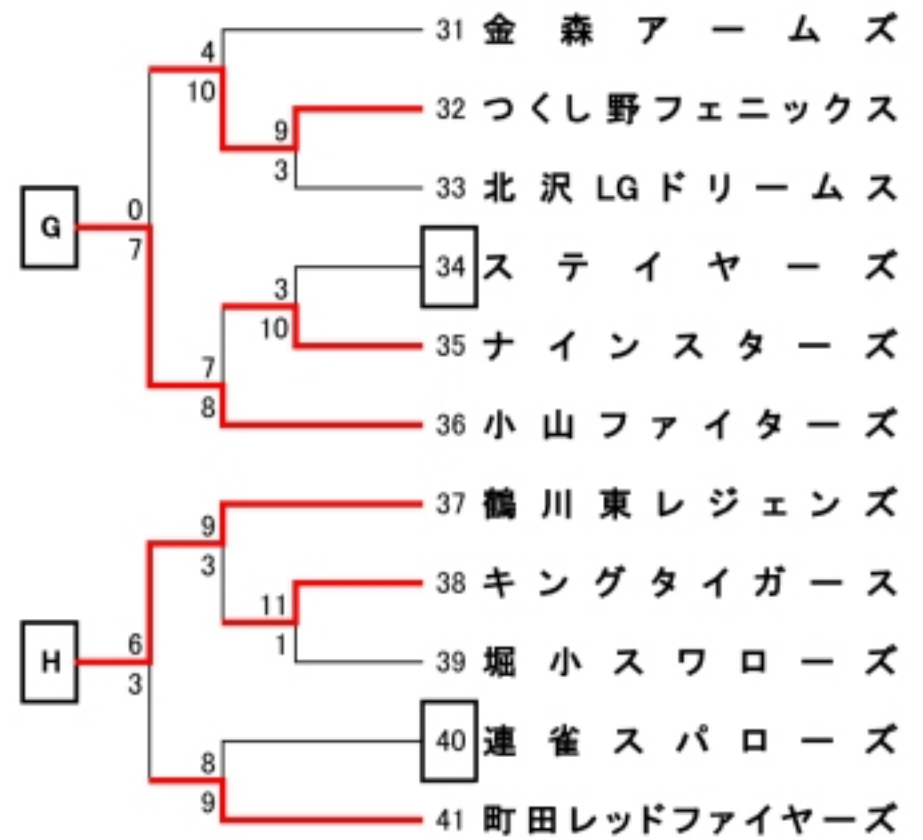 31 金森アームズ
4
10
32 つくし野フェニックス
9
3
33 北沢LGドリームス
G
0
7
34 ステイヤーズ
3
10
35 ナインスターズ
7
8
36 小山ファイターズ
37 鶴川東レジェンズ
9
3
38 キングタイガース
11
1
39 堀小スワローズ
H
6
3
40 連雀スパローズ
8
9
41 町田レッドファイヤーズ